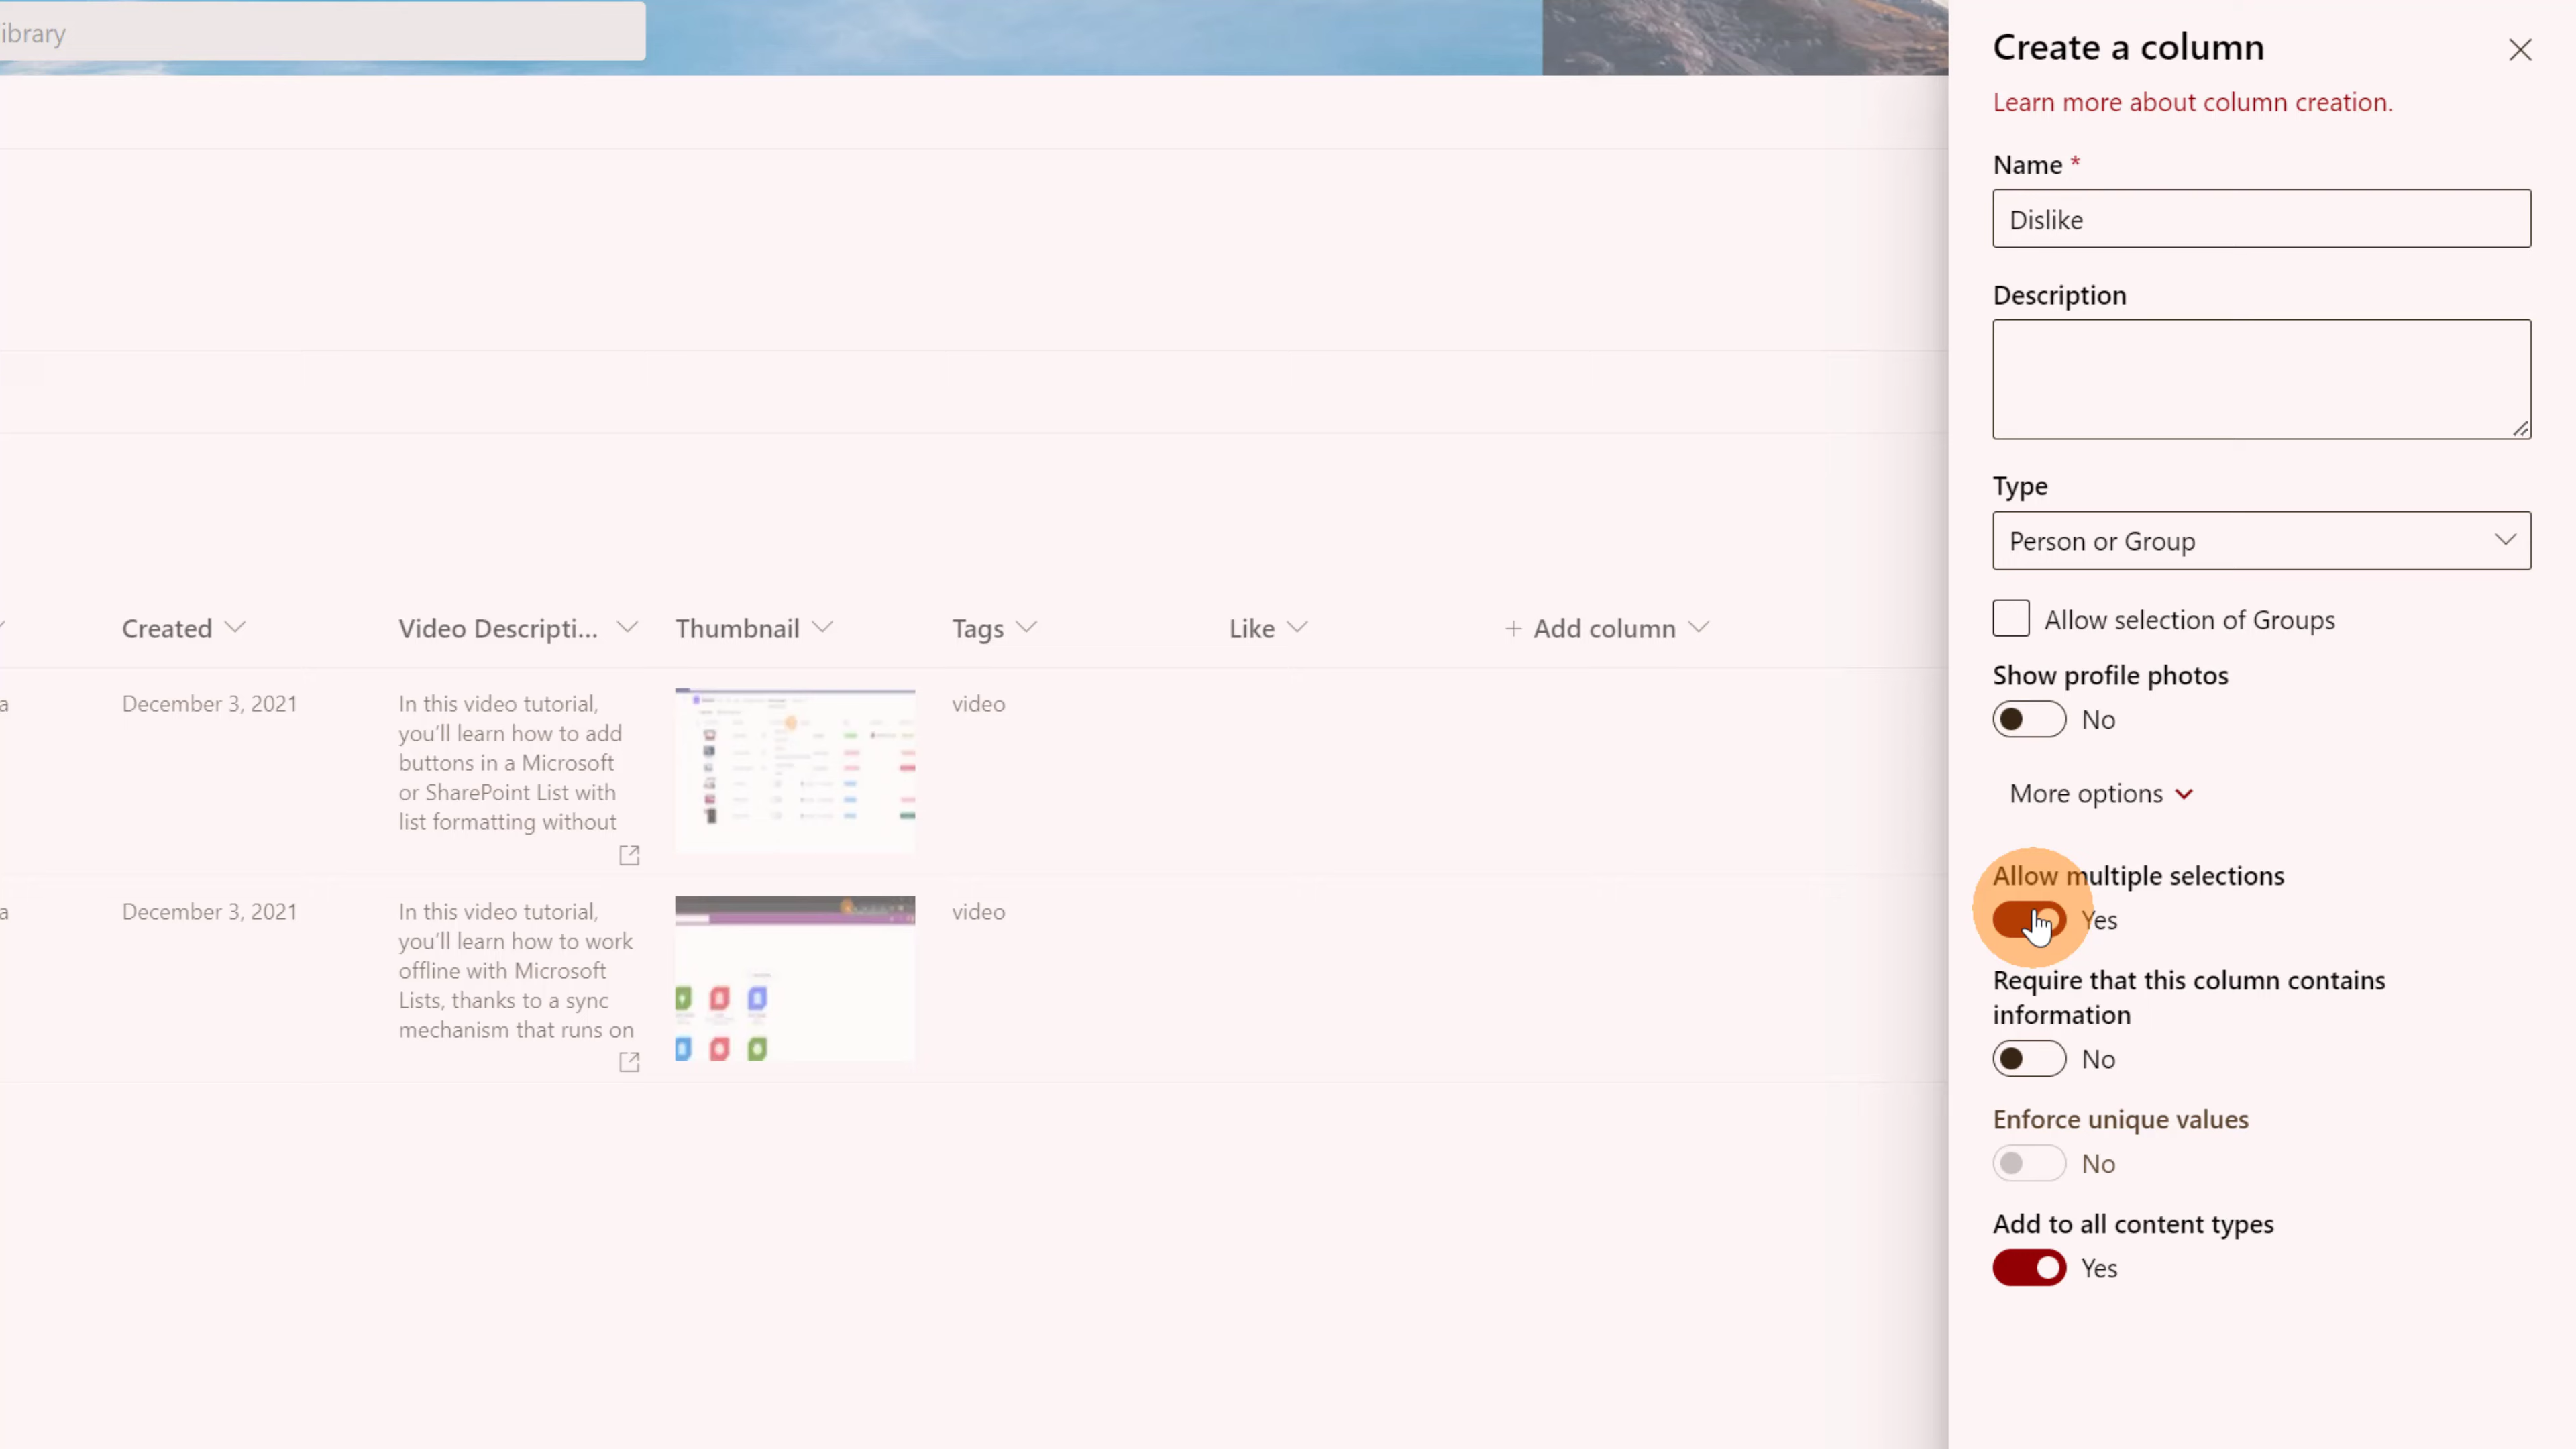 ibrary
Create a column
Learn more about column creation.
Name *
Dislike
Description
Type
Person or Group
Allow selection of Groups
Show profile photos
No
More options
Allow multiple selections
Yes
Require that this column contains
information
No
Enforce unique values
No
Add to all content types
Yes
Created
Video Descripti...
Thumbnail
Tags
Like
+ Add column
a
December 3, 2021
In this video tutorial,
you'll learn how to add
buttons in a Microsoft
or SharePoint List with
list formatting without
video
a
December 3, 2021
In this video tutorial,
you'll learn how to work
offline with Microsoft
Lists, thanks to a sync
mechanism that runs on
video